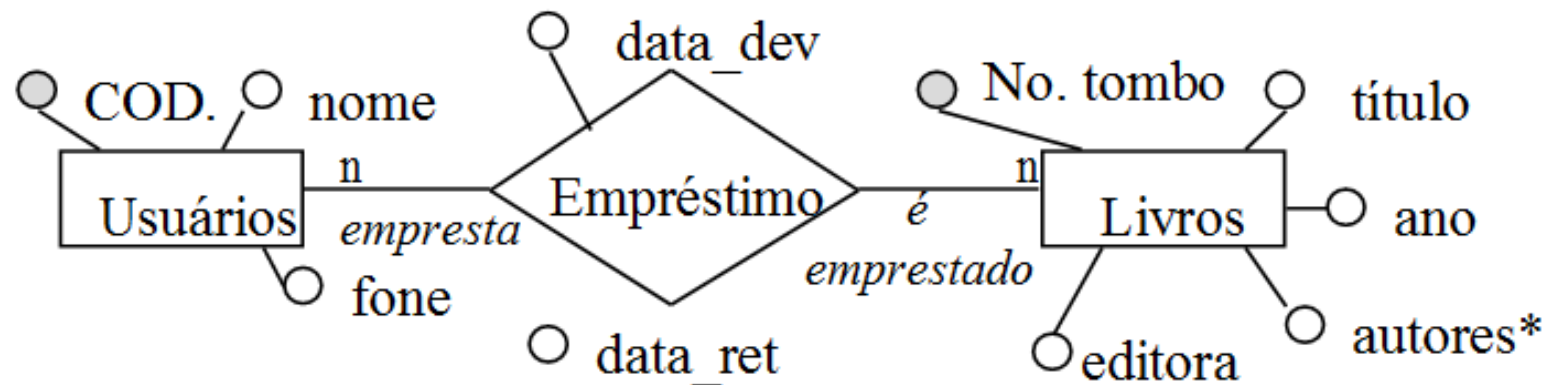 data_dev
COD. nome
No. tombo título
n n
Usuários empresta Empréstimo é emprestado Livros ano
fone
data_ret
editora autores*